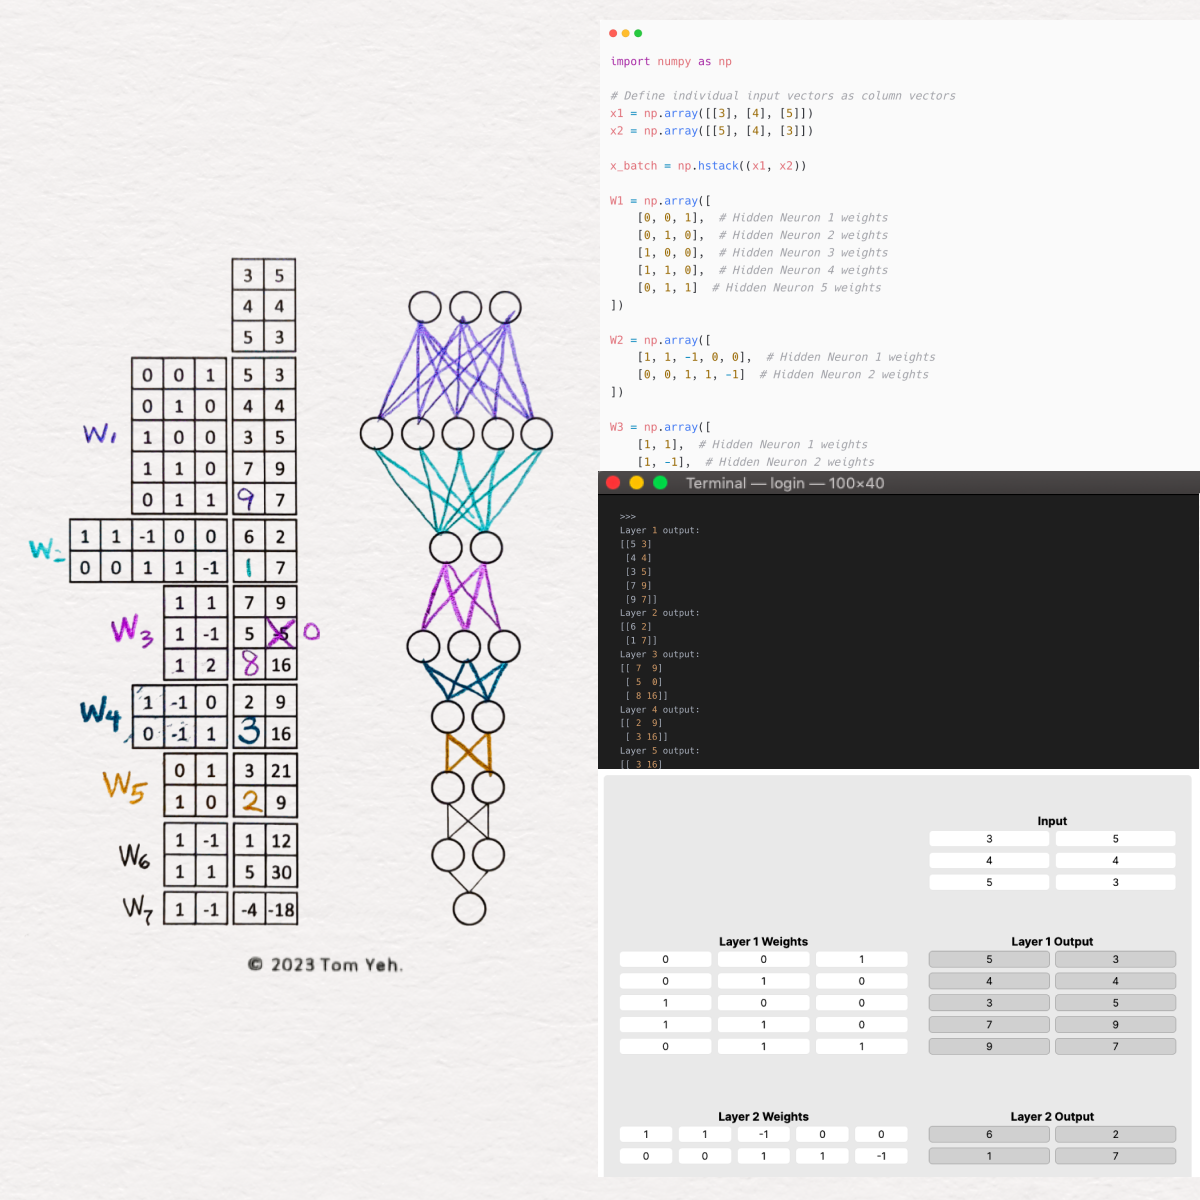 3 5
4 4
5 3
0 0 1 5 3
0 1 0 4 4
W1 1 0 0 3 5
1 1 0 7 9
0 1 1 9 7
W2 1 1 -1 0 0 6 2
0 0 1 1 -1 1 7
1 1 7 9
W3 1 -1 5 -5 0
1 2 8 16
W4 1 -1 0 2 9
0 -1 1 3 16
W5 0 1 3 21
1 0 2 9
W6 1 -1 1 12
1 1 5 30
W7 1 -1 -4 -18
© 2023 Tom Yeh.
import numpy as np
# Define individual input vectors as column vectors
x1 = np.array([[3], [4], [5]])
x2 = np.array([[5], [4], [3]])
x_batch = np.hstack((x1, x2))
W1 = np.array([
[0, 0, 1], # Hidden Neuron 1 weights
[0, 1, 0], # Hidden Neuron 2 weights
[1, 0, 0], # Hidden Neuron 3 weights
[1, 1, 0], # Hidden Neuron 4 weights
[0, 1, 1] # Hidden Neuron 5 weights
])
W2 = np.array([
[1, 1, -1, 0, 0], # Hidden Neuron 1 weights
[0, 0, 1, 1, -1] # Hidden Neuron 2 weights
])
W3 = np.array([
[1, 1], # Hidden Neuron 1 weights
[1, -1], # Hidden Neuron 2 weights
Terminal — login — 100×40
>>>
Layer 1 output:
[[5 3]
[4 4]
[3 5]
[7 9]
[9 7]]
Layer 2 output:
[[6 2]
[1 7]]
Layer 3 output:
[[ 7 9]
[ 5 0]
[ 8 16]]
Layer 4 output:
[[ 2 9]
[ 3 16]]
Layer 5 output:
[[ 3 16]
Input
3 5
4 4
5 3
Layer 1 Weights
0 0 1
0 1 0
1 0 0
1 1 0
0 1 1
Layer 1 Output
5 3
4 4
3 5
7 9
9 7
Layer 2 Weights
1 1 -1 0 0
0 0 1 1 -1
Layer 2 Output
6 2
1 7